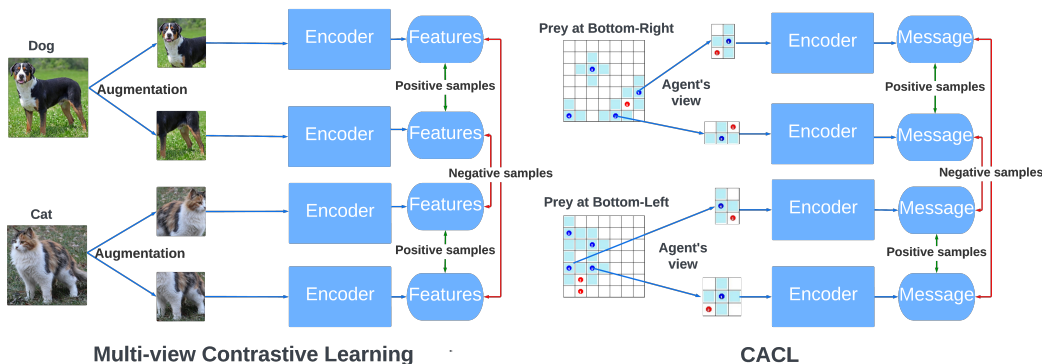 Dog
Augmentation
Encoder
Features
Positive samples
Encoder
Features
Negative samples
Cat
Augmentation
Encoder
Features
Positive samples
Encoder
Features
Multi-view Contrastive Learning
Prey at Bottom-Right
Agent's
view
Encoder
Message
Positive samples
Encoder
Message
Negative samples
Prey at Bottom-Left
Agent's
view
Encoder
Message
Positive samples
Encoder
Message
CACL